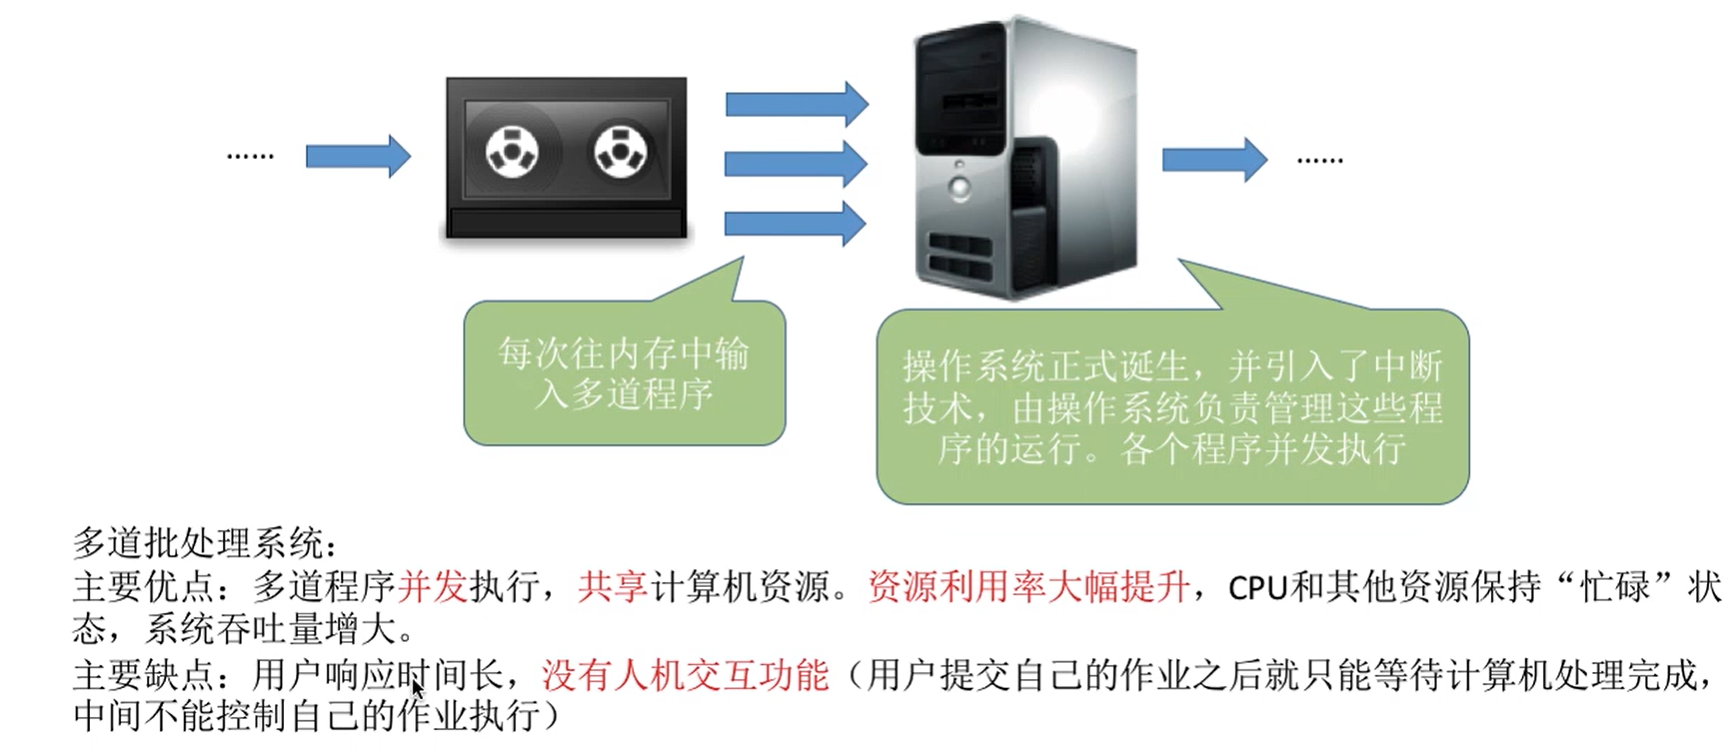 ......
......
每次往内存中输
入多道程序
操作系统正式诞生，并引入了中断
技术，由操作系统负责管理这些程
序的运行。各个程序并发执行
多道批处理系统：
主要优点：多道程序并发执行，共享计算机资源。资源利用率大幅提升，CPU和其他资源保持“忙碌”状
态，系统吞吐量增大。
主要缺点：用户响应时间长，没有人机交互功能（用户提交自己的作业之后就只能等待计算机处理完成，
中间不能控制自己的作业执行）